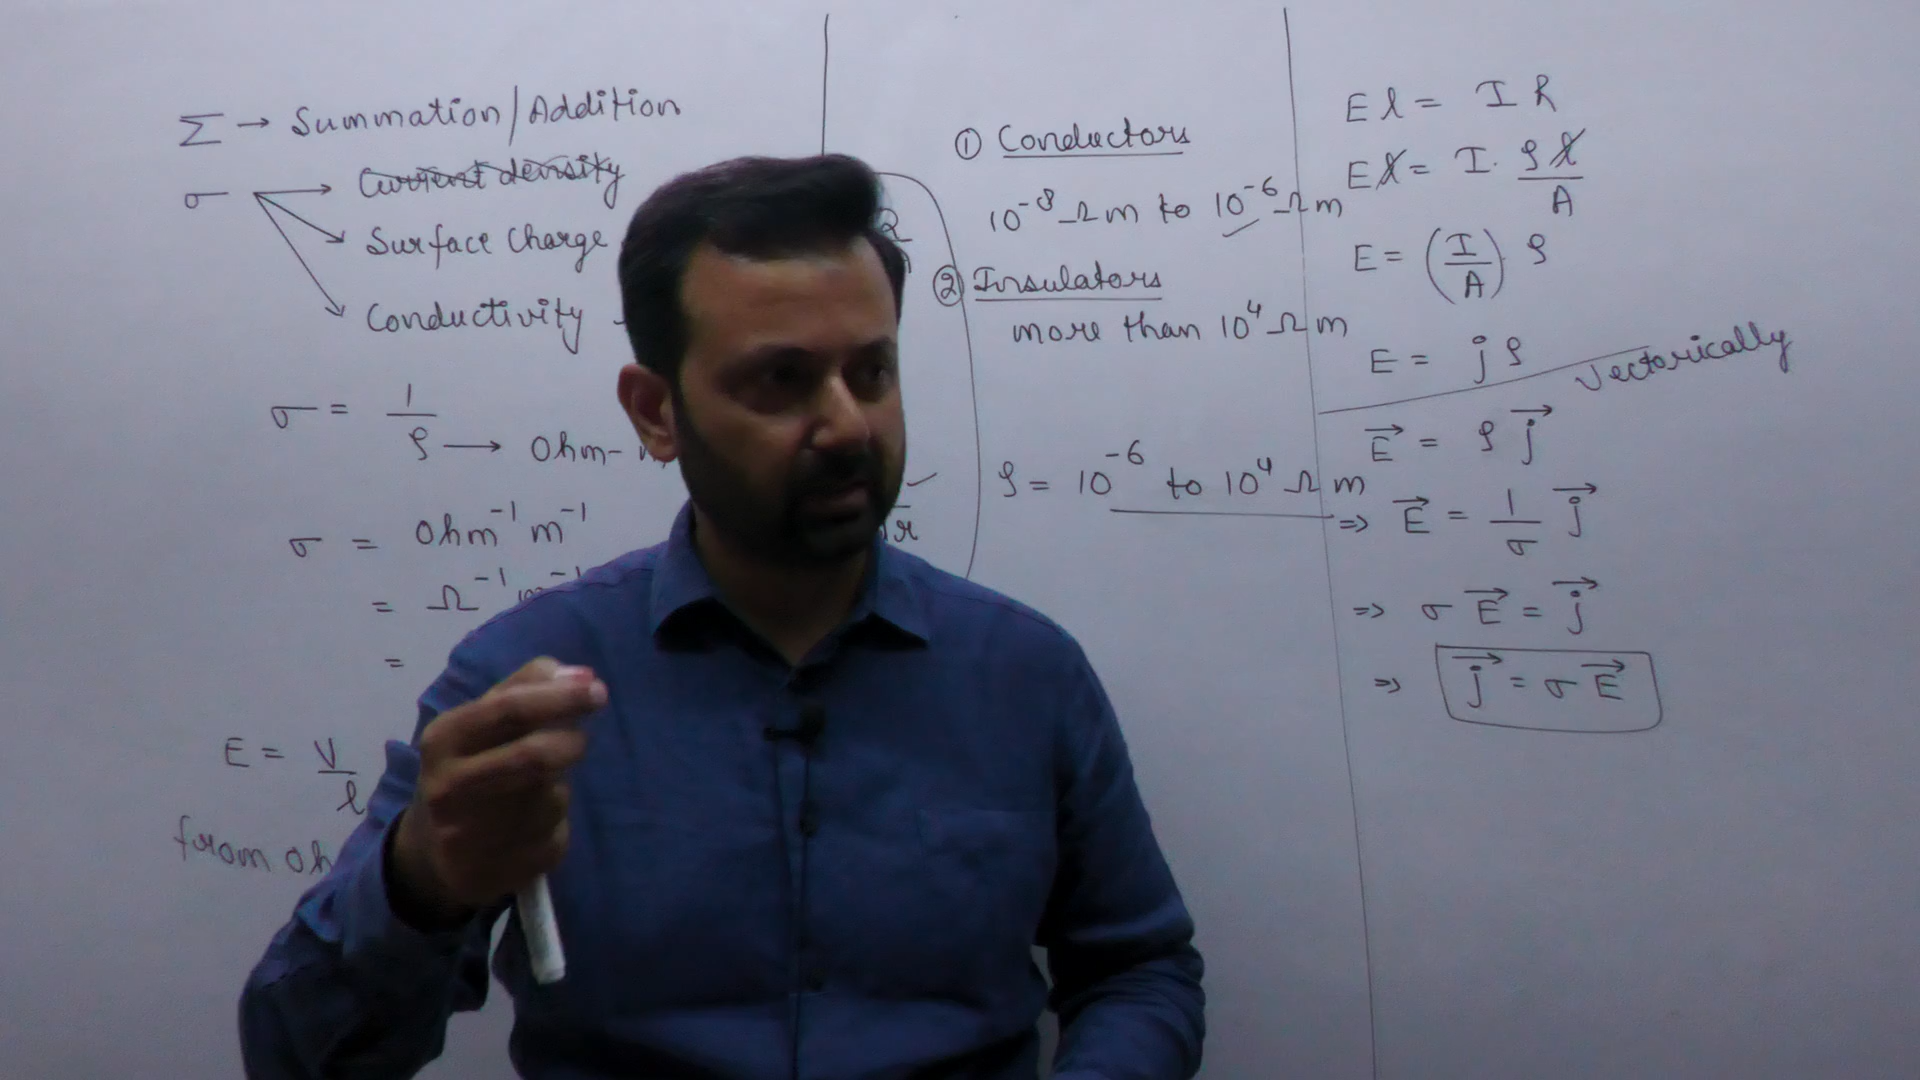 Σ → Summation/Addition
σ → Current density
→ Surface Charge
→ Conductivity
σ = 1/ρ → Ohm-
σ = Ohm⁻¹ m⁻¹
= Ω⁻¹ m⁻¹
=
E = V/l
from
① Conductors
10⁻⁸ Ω m to 10⁻⁶ Ω m
② Insulators
more than 10⁴ Ω m
ρ = 10⁻⁶ to 10⁴ Ω m
E l = I R
E l = I . ρ l/A
E = (I/A) ρ
E = j ρ
Vectorically
E⃗ = ρ j⃗
⇒ E⃗ = 1/σ j⃗
⇒ σ E⃗ = j⃗
⇒ j⃗ = σ E⃗